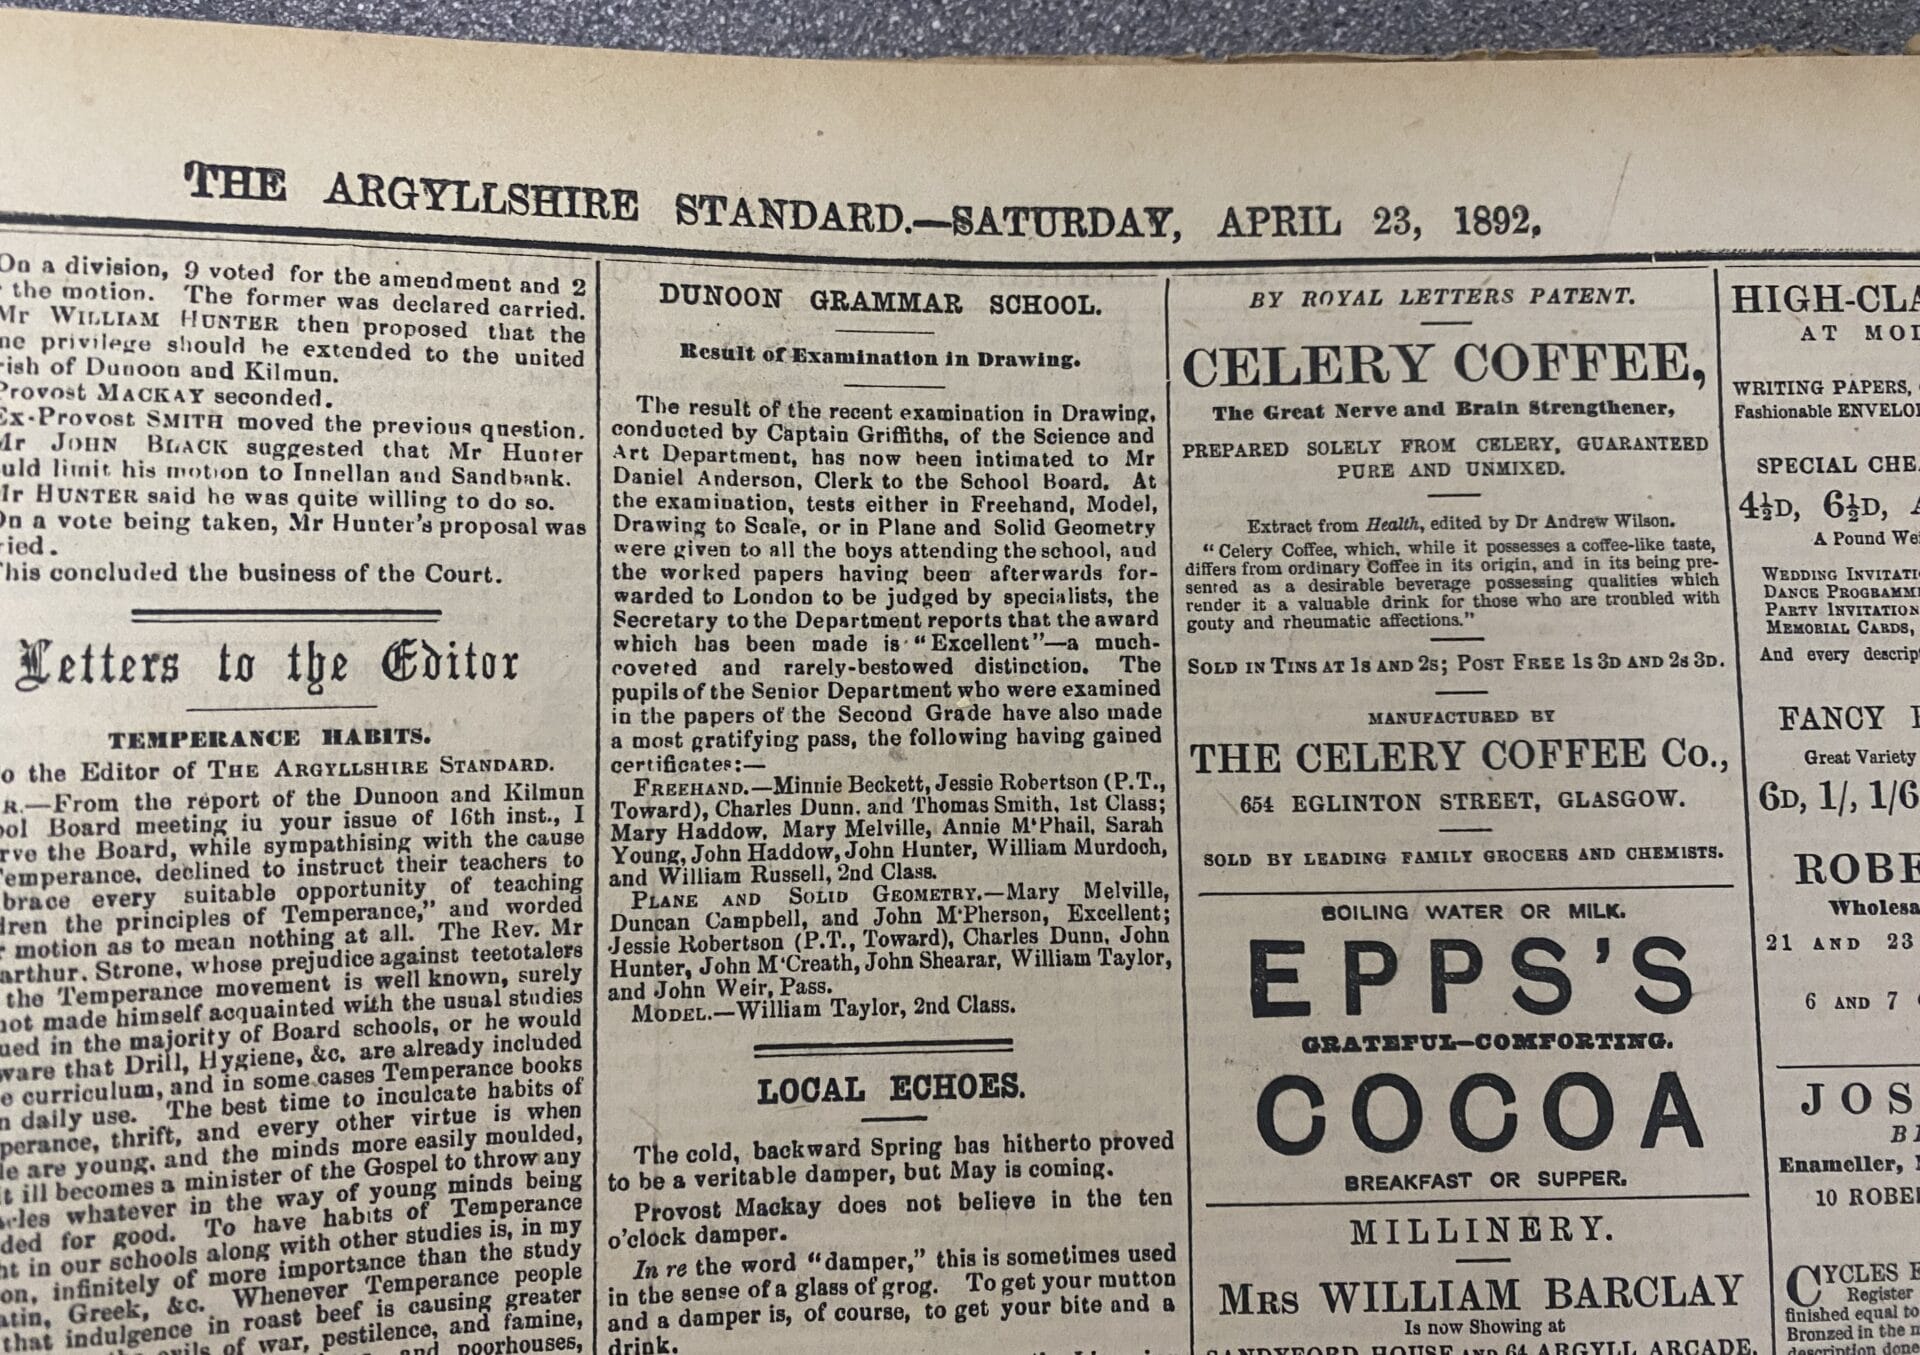 THE ARGYLLSHIRE STANDARD.—SATURDAY, APRIL 23, 1892,
On a division, 9 voted for the amendment and 2
the motion. The former was declared carried.
Mr WILLIAM HUNTER then proposed that the
privilege should be extended to the united
of Dunoon and Kilmun.
Provost MACKAY seconded.
Ex-Provost SMITH moved the previous question.
Mr JOHN BLACK suggested that Mr Hunter
limit his motion to Innellan and Sandbank.
Mr HUNTER said he was quite willing to do so.
On a vote being taken, Mr Hunter's proposal was
This concluded the business of the Court.
Letters to the Editor
TEMPERANCE HABITS.
the Editor of THE ARGYLLSHIRE STANDARD.
—From the report of the Dunoon and Kilmun
Board meeting iu your issue of 16th inst., I
the Board, while sympathising with the cause
Temperance, declined to instruct their teachers to
every suitable opportunity of teaching
the principles of Temperance," and worded
motion as to mean nothing at all. The Rev. Mr
Strone, whose prejudice against teetotalers
the Temperance movement is well known, surely
not made himself acquainted with the usual studies
in the majority of Board schools, or he would
that Drill, Hygiene, &c. are already included
curriculum, and in some cases Temperance books
daily use. The best time to inculcate habits of
thrift, and every other virtue is when
are young, and the minds more easily moulded,
ill becomes a minister of the Gospel to throw any
whatever in the way of young minds being
for good. To have habits of Temperance
in our schools along with other studies is, in my
infinitely of more importance than the study
Greek, &c. Whenever Temperance people
that indulgence in roast beef is causing greater
of war, pestilence, and famine,
and poorhouses,
DUNOON GRAMMAR SCHOOL.
Result of Examination in Drawing.
The result of the recent examination in Drawing,
conducted by Captain Griffiths, of the Science and
Art Department, has now been intimated to Mr
Daniel Anderson, Clerk to the School Board. At
the examination, tests either in Freehand, Model,
Drawing to Scale, or in Plane and Solid Geometry
were given to all the boys attending the school, and
the worked papers having been afterwards for-
warded to London to be judged by specialists, the
Secretary to the Department reports that the award
which has been made is "Excellent"—a much-
coveted and rarely-bestowed distinction. The
pupils of the Senior Department who were examined
in the papers of the Second Grade have also made
a most gratifying pass, the following having gained
certificates:—
FREEHAND.—Minnie Beckett, Jessie Robertson (P.T.,
Toward), Charles Dunn. and Thomas Smith. 1st Class;
Mary Haddow, Mary Melville, Annie M'Phail, Sarah
Young, John Haddow, John Hunter, William Murdoch,
and William Russell, 2nd Class.
PLANE AND SOLID GEOMETRY.—Mary Melville,
Duncan Campbell, and John M'Pherson, Excellent;
Jessie Robertson (P.T., Toward), Charles Dunn, John
Hunter, John M'Creath, John Shearar, William Taylor,
and John Weir, Pass.
MODEL.—William Taylor, 2nd Class.
LOCAL ECHOES.
The cold, backward Spring has hitherto proved
to be a veritable damper, but May is coming.
Provost Mackay does not believe in the ten
o'clock damper.
In re the word "damper," this is sometimes used
in the sense of a glass of grog. To get your mutton
and a damper is, of course, to get your bite and a
drink.
BY ROYAL LETTERS PATENT.
CELERY COFFEE,
The Great Nerve and Brain Strengthener,
PREPARED SOLELY FROM CELERY, GUARANTEED
PURE AND UNMIXED.
Extract from Health, edited by Dr Andrew Wilson.
"Celery Coffee, which, while it possesses a coffee-like taste,
differs from ordinary Coffee in its origin, and in its being pre-
sented as a desirable beverage possessing qualities which
render it a valuable drink for those who are troubled with
gouty and rheumatic affections."
SOLD IN TINS AT 1S AND 2S; POST FREE 1S 3D AND 2S 3D.
MANUFACTURED BY
THE CELERY COFFEE Co.,
654 EGLINTON STREET, GLASGOW.
SOLD BY LEADING FAMILY GROCERS AND CHEMISTS.
BOILING WATER OR MILK.
EPPS'S
GRATEFUL—COMFORTING.
COCOA
BREAKFAST OR SUPPER.
MILLINERY.
MRS WILLIAM BARCLAY
Is now Showing at
SANDYFORD HOUSE AND 64 ARGYLL ARCADE.
HIGH-CLA
AT
WRITING PAPERS,
Fashionable
SPECIAL
4½D, 6½D,
A Pound
WEDDING
DANCE
PARTY
MEMORIAL CARDS,
And every
FANCY
Great Variety
6D, 1/, 1/6
21 AND 23
6 AND 7
Enameller,
10
CYCLES
Register
finished equal to
Bronzed in the
description done